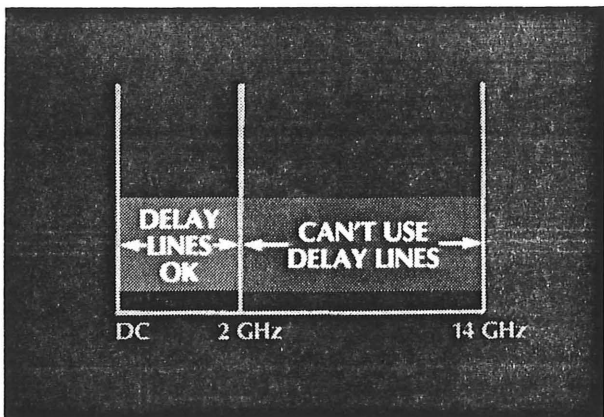 DELAY
LINES
OK
CAN'T USE
DELAY LINES
DC
2 GHz
14 GHz